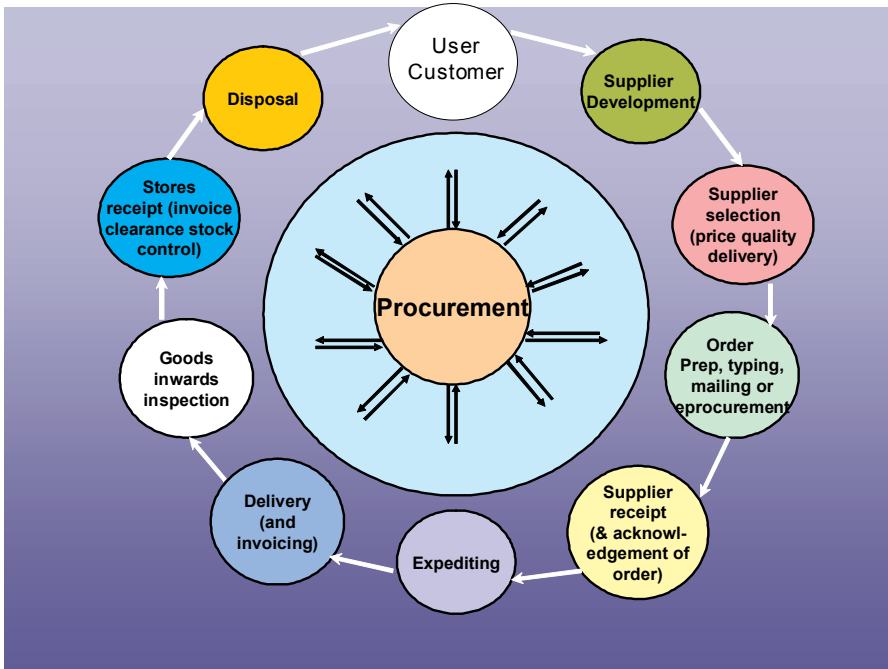 User
Customer
Supplier
Development
Supplier
selection
(price quality
delivery)
Order
Prep, typing,
mailing or
eprocurement
Supplier
receipt
(& acknowl-
edgement of
order)
Expediting
Delivery
(and
invoicing)
Goods
inwards
inspection
Stores
receipt (invoice
clearance stock
control)
Disposal
Procurement